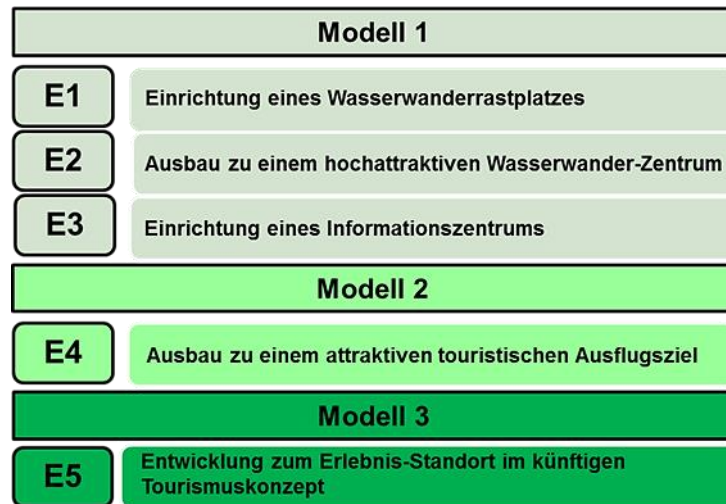 Modell 1
E1 Einrichtung eines Wasserwanderrastplatzes
E2 Ausbau zu einem hochattraktiven Wasserwander-Zentrum
E3 Einrichtung eines Informationszentrums
Modell 2
E4 Ausbau zu einem attraktiven touristischen Ausflugsziel
Modell 3
E5 Entwicklung zum Erlebnis-Standort im künftigen
Tourismuskonzept